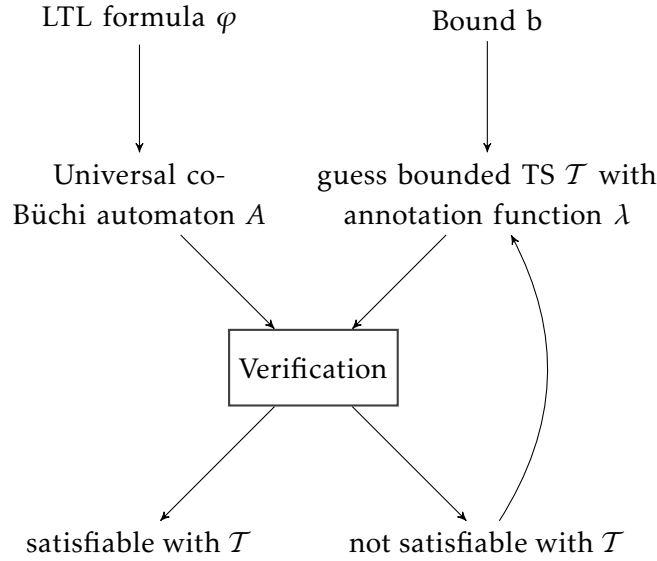 LTL formula φ
Bound b
Universal co-
Büchi automaton A
guess bounded TS 𝒯 with
annotation function λ
Verification
satisfiable with 𝒯
not satisfiable with 𝒯